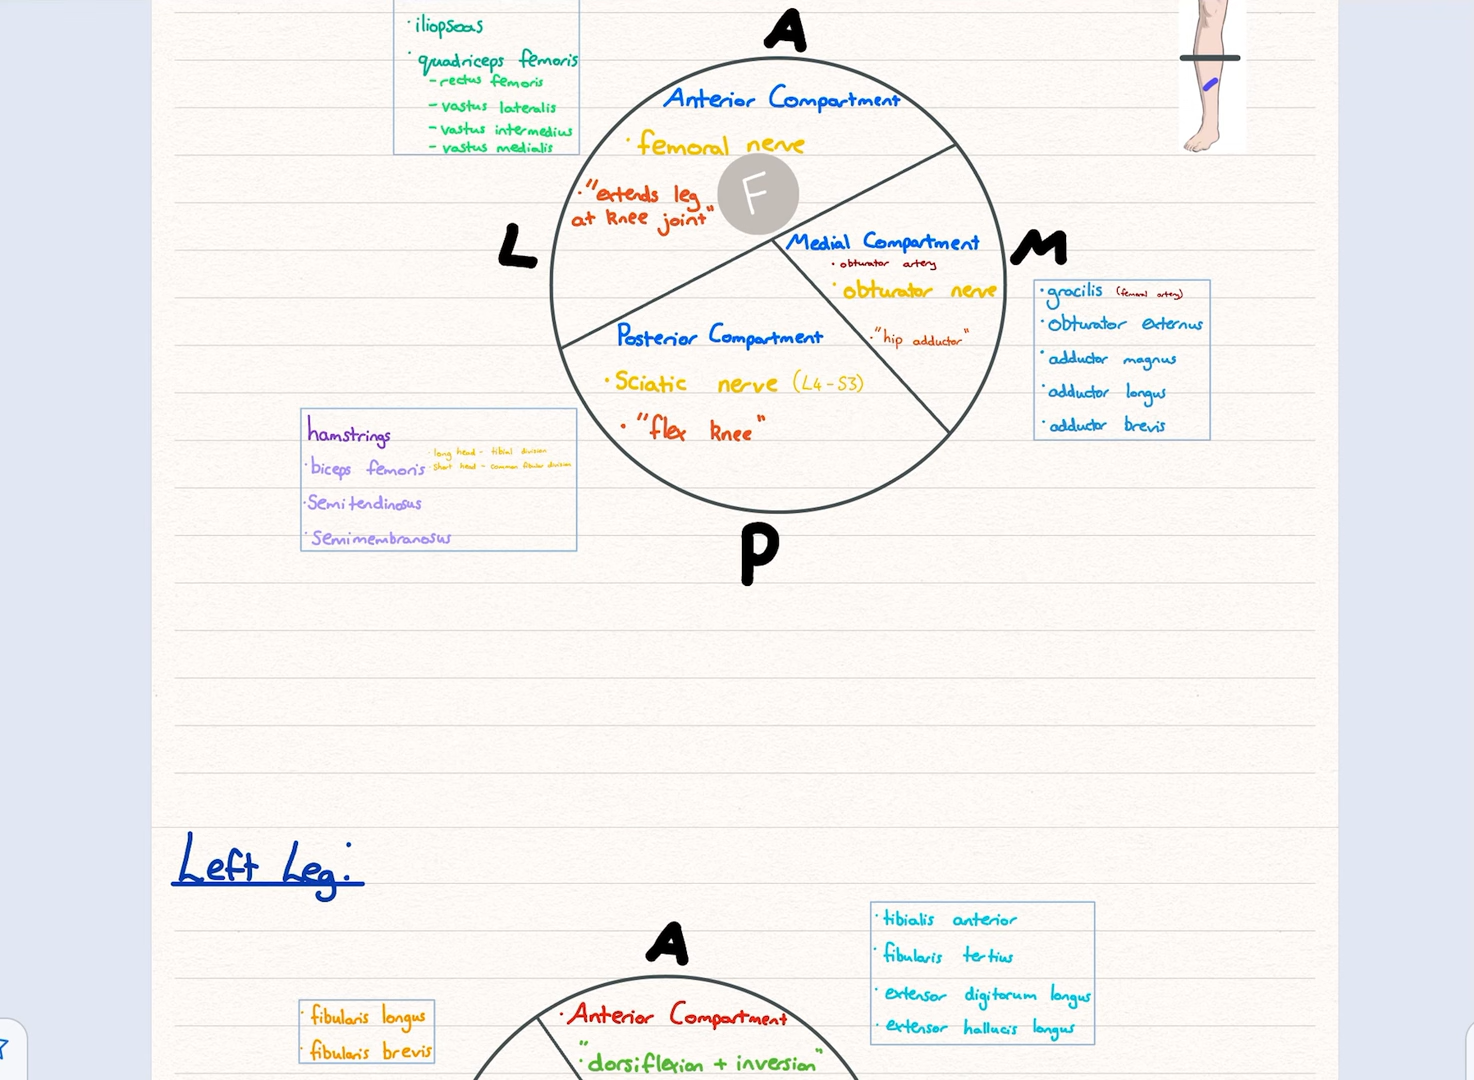 · iliopsoas
· quadriceps femoris
- rectus femoris
- vastus lateralis
- vastus intermedius
- vastus medialis
A
Anterior Compartment
· femoral nerve
· "extends leg
at knee joint"
F
L
M
Medial Compartment
· obturator artery
· obturator nerve
· "hip adductor"
· gracilis (femoral artery)
· obturator externus
· adductor magnus
· adductor longus
· adductor brevis
Posterior Compartment
· Sciatic nerve (L4-S3)
· "flex knee"
hamstrings
· biceps femoris
- long head - tibial division
- short head - common fibular division
· Semitendinosus
· Semimembranosus
P
Left Leg:
A
· tibialis anterior
· fibularis tertius
· extensor digitorum longus
· extensor hallucis longus
· fibularis longus
· fibularis brevis
· Anterior Compartment
· "dorsiflexion + inversion"